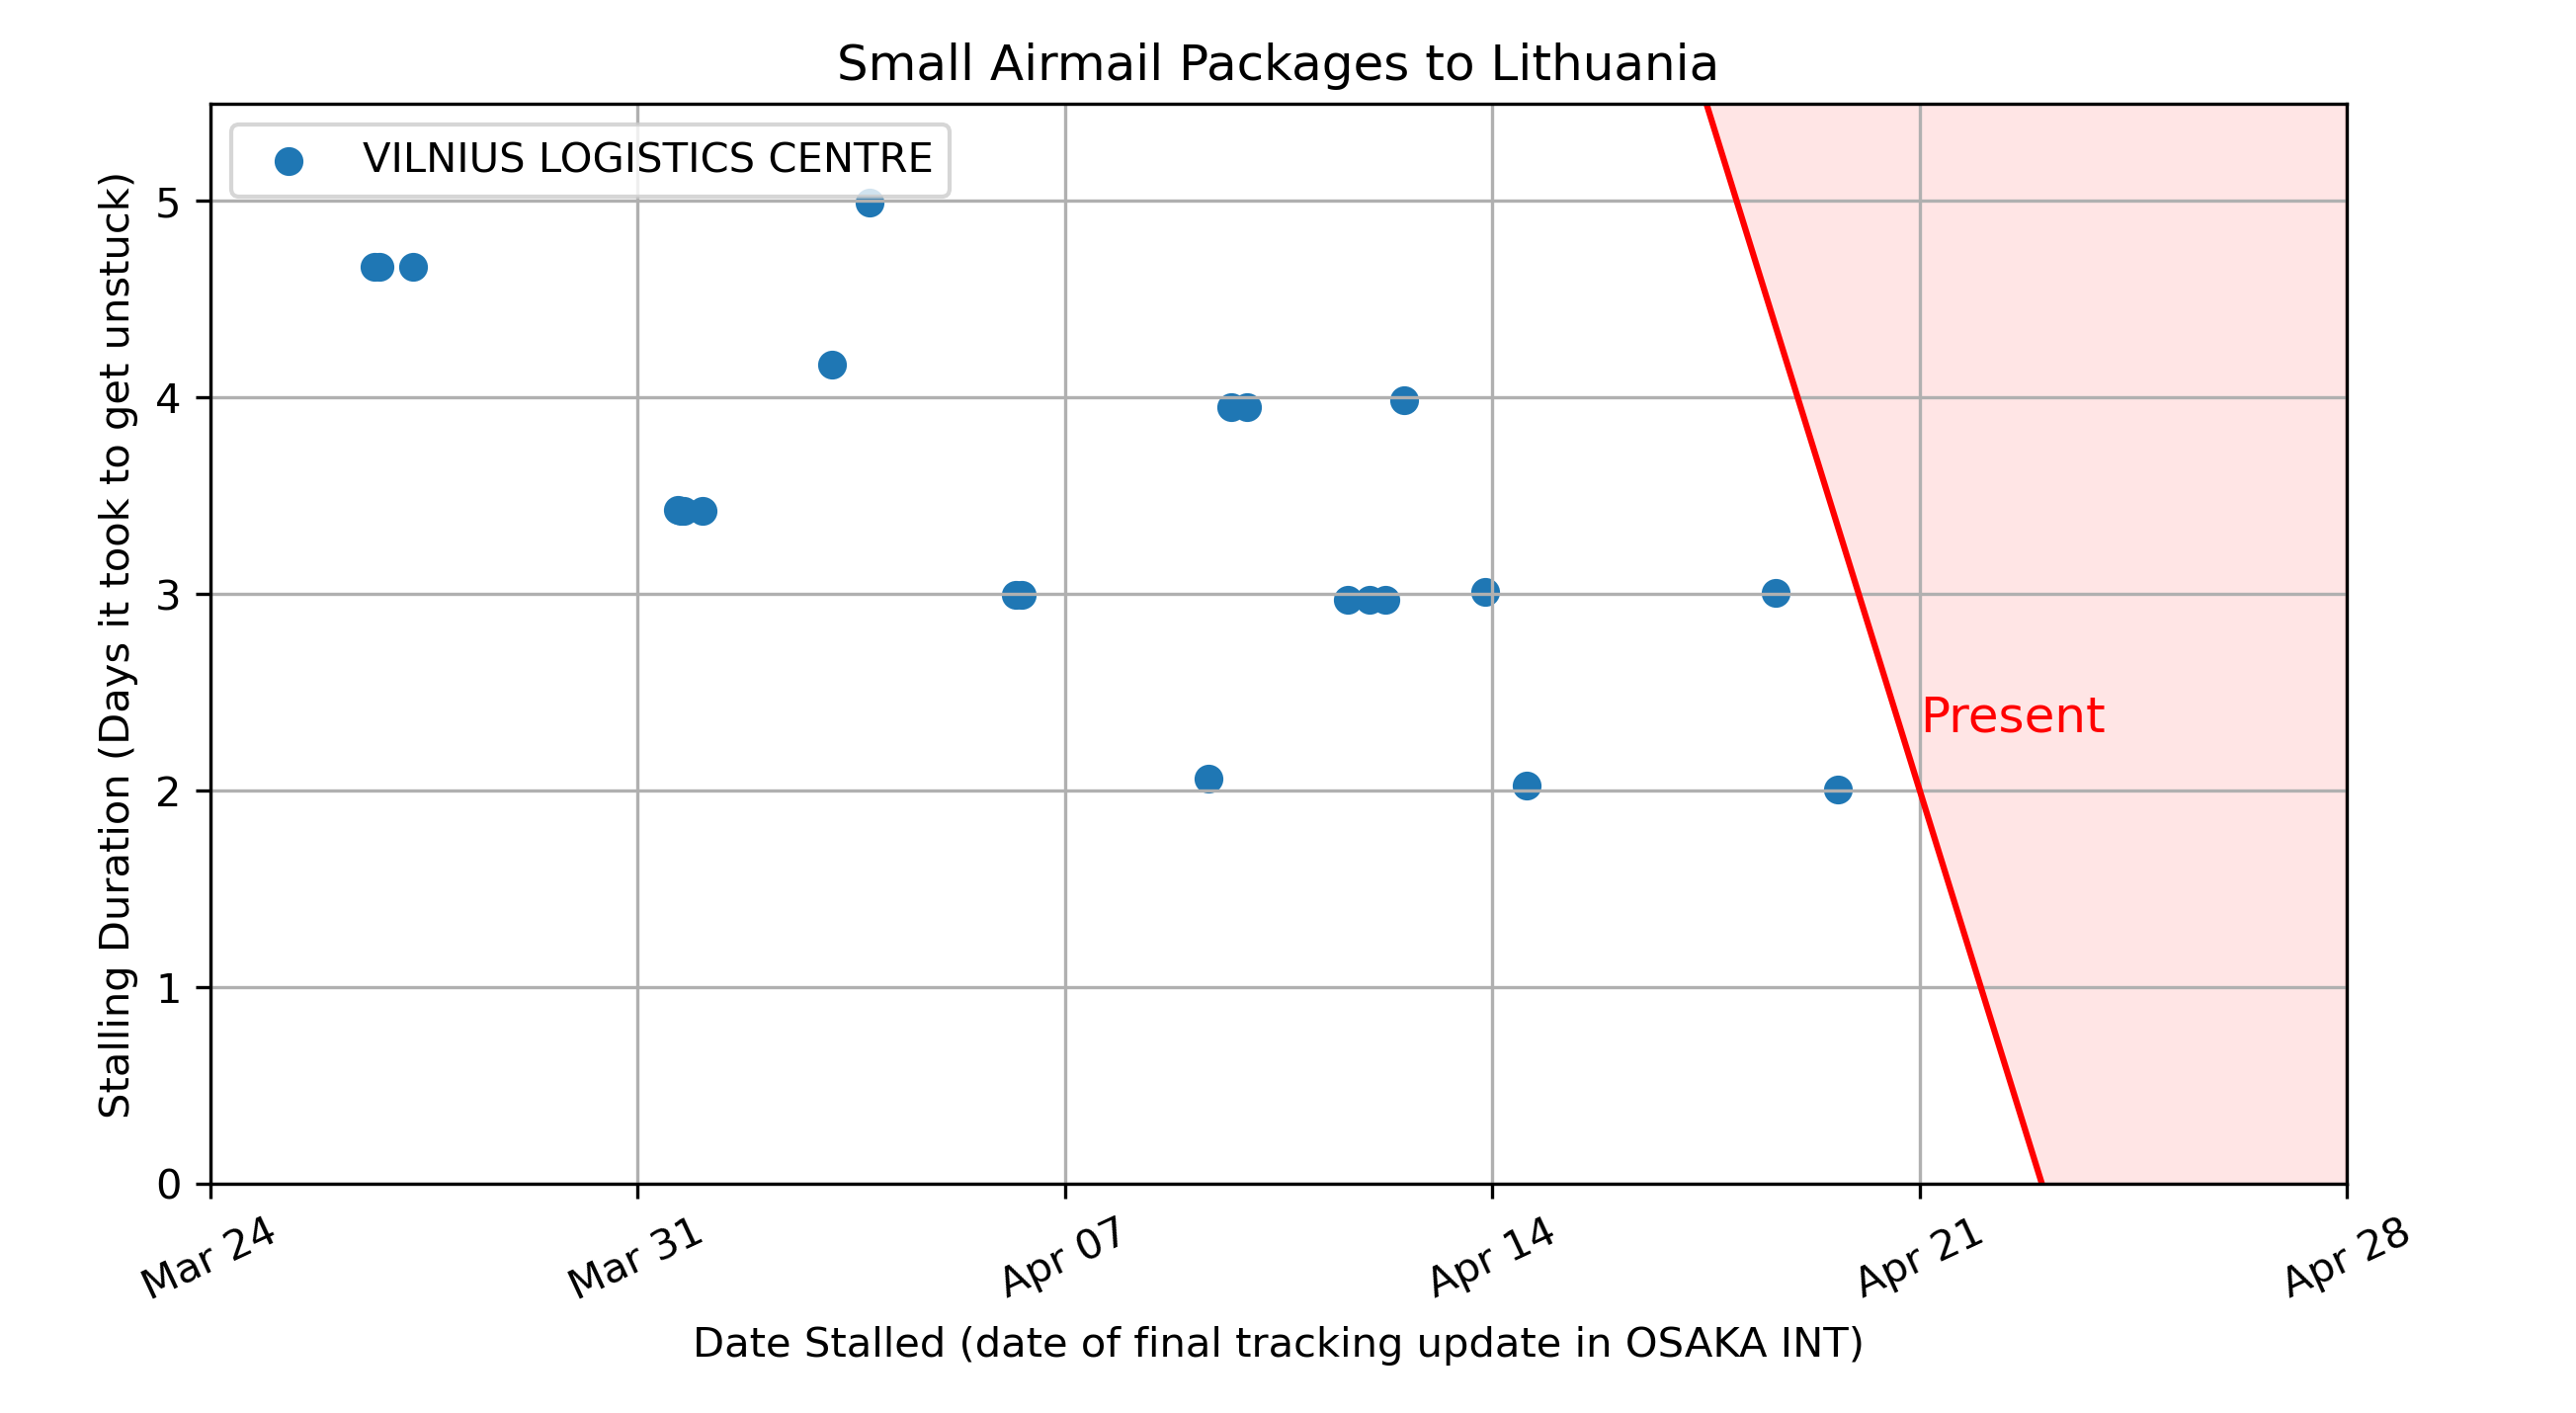 Small Airmail Packages to Lithuania
VILNIUS LOGISTICS CENTRE
Stalling Duration (Days it took to get unstuck)
5
4
3
2
1
0
Present
Mar 24
Mar 31
Apr 07
Apr 14
Apr 21
Apr 28
Date Stalled (date of final tracking update in OSAKA INT)